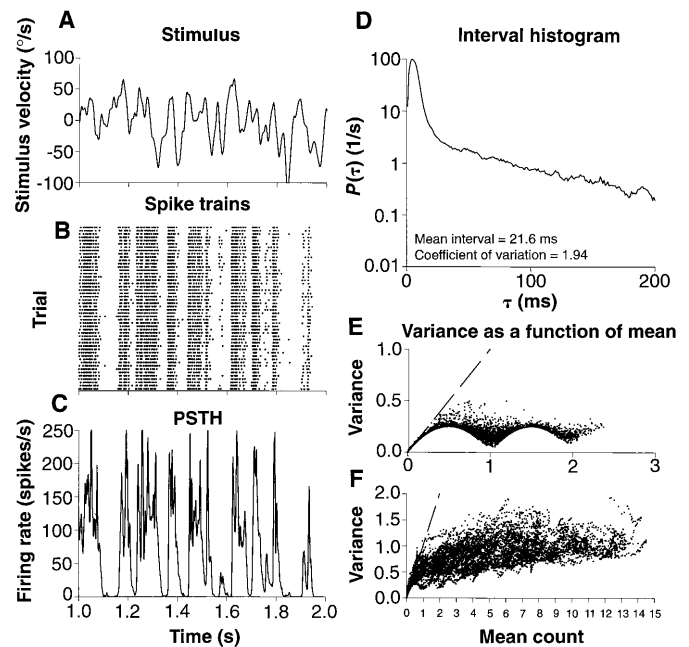 A
Stimulus
Stimulus velocity (°/s)
100
50
0
-50
-100
Spike trains
B
Trial
C
PSTH
Firing rate (spikes/s)
250
200
150
100
50
0
1.0 1.2 1.4 1.6 1.8 2.0
Time (s)
D
Interval histogram
P(τ) (1/s)
100
10
1
0.1
0.01
Mean interval = 21.6 ms
Coefficient of variation = 1.94
0 100 200
τ (ms)
E
Variance as a function of mean
Variance
1.0
0.5
0.0
0 1 2 3
F
Variance
2.0
1.5
1.0
0.5
0.0
0 1 2 3 4 5 6 7 8 9 10 11 12 13 14 15
Mean count